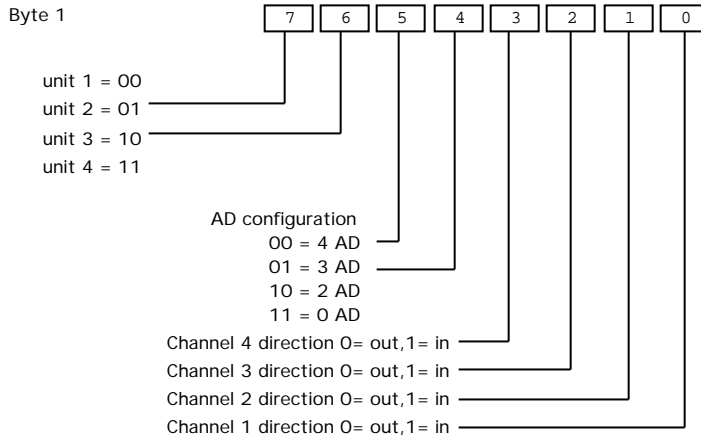 Byte 1 7 6 5 4 3 2 1 0
unit 1 = 00
unit 2 = 01
unit 3 = 10
unit 4 = 11
AD configuration
00 = 4 AD
01 = 3 AD
10 = 2 AD
11 = 0 AD
Channel 4 direction 0= out,1= in
Channel 3 direction 0= out,1= in
Channel 2 direction 0= out,1= in
Channel 1 direction 0= out,1= in